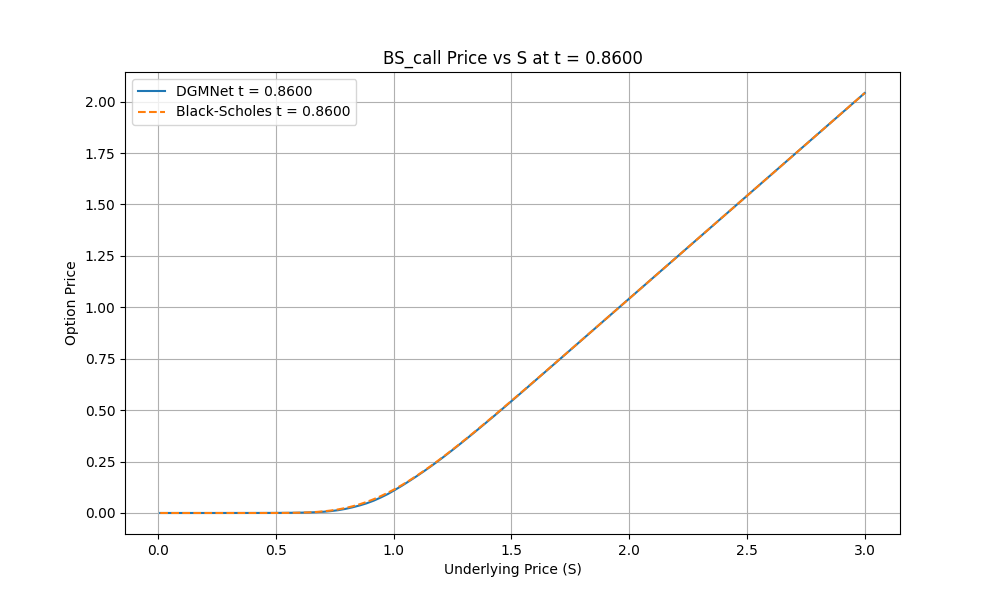 BS_call Price vs S at t = 0.8600
DGMNet t = 0.8600
Black-Scholes t = 0.8600
Option Price
2.00
1.75
1.50
1.25
1.00
0.75
0.50
0.25
0.00
0.0 0.5 1.0 1.5 2.0 2.5 3.0
Underlying Price (S)